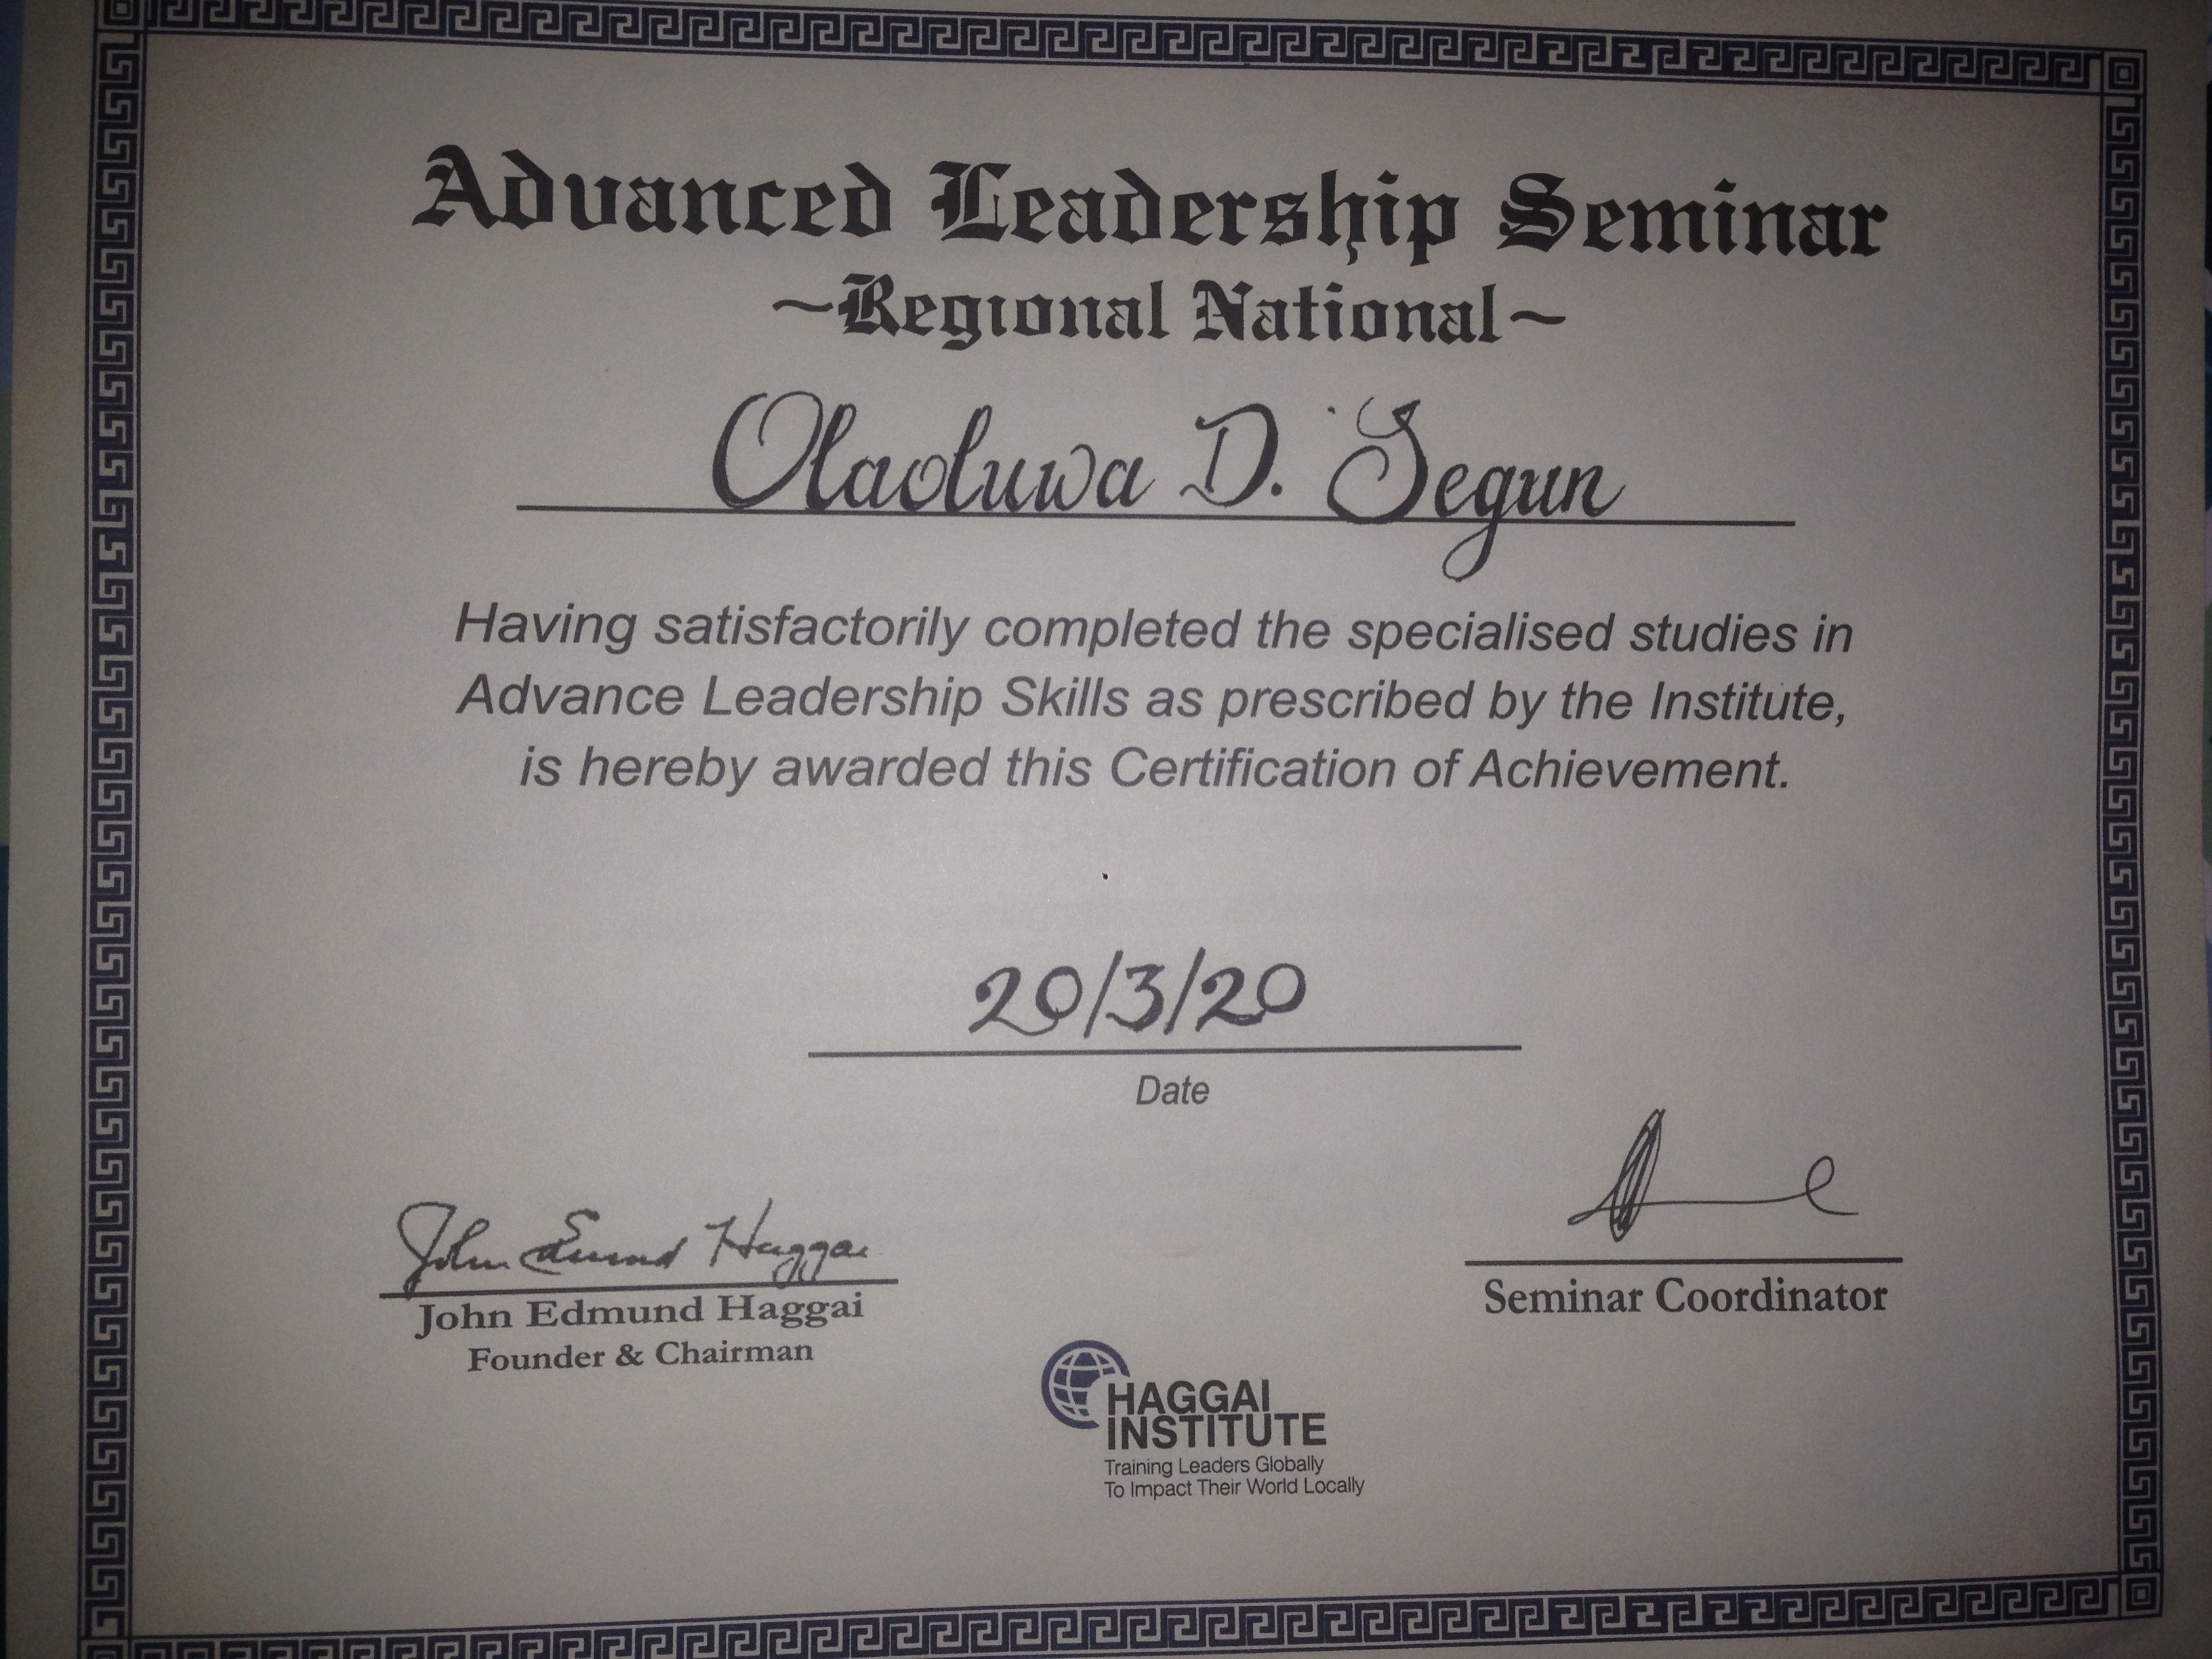 Advanced Leadership Seminar
~Regional National~
Olaoluwa D. Segun
Having satisfactorily completed the specialised studies in
Advance Leadership Skills as prescribed by the Institute,
is hereby awarded this Certification of Achievement.
20/3/20
Date
John Edmund Haggai
John Edmund Haggai
Founder & Chairman
Seminar Coordinator
HAGGAI
INSTITUTE
Training Leaders Globally
To Impact Their World Locally